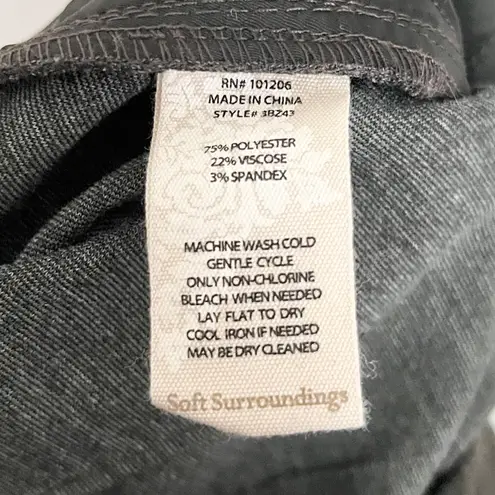 RN# 101206
MADE IN CHINA
STYLE# 3BZ43
75% POLYESTER
22% VISCOSE
3% SPANDEX
MACHINE WASH COLD
GENTLE CYCLE
ONLY NON-CHLORINE
BLEACH WHEN NEEDED
LAY FLAT TO DRY
COOL IRON IF NEEDED
MAY BE DRY CLEANED
Soft Surroundings